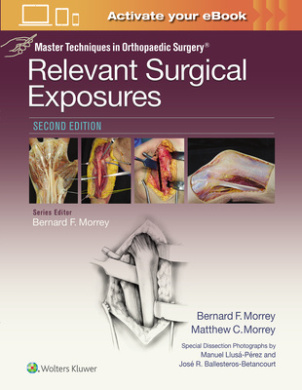 Activate your eBook
Master Techniques in Orthopaedic Surgery®
Relevant Surgical
Exposures
SECOND EDITION
Series Editor
Bernard F. Morrey
Bernard F. Morrey
Matthew C. Morrey
Special Dissection Photographs by
Manuel Llusá-Pérez and
José R. Ballesteros-Betancourt
Wolters Kluwer